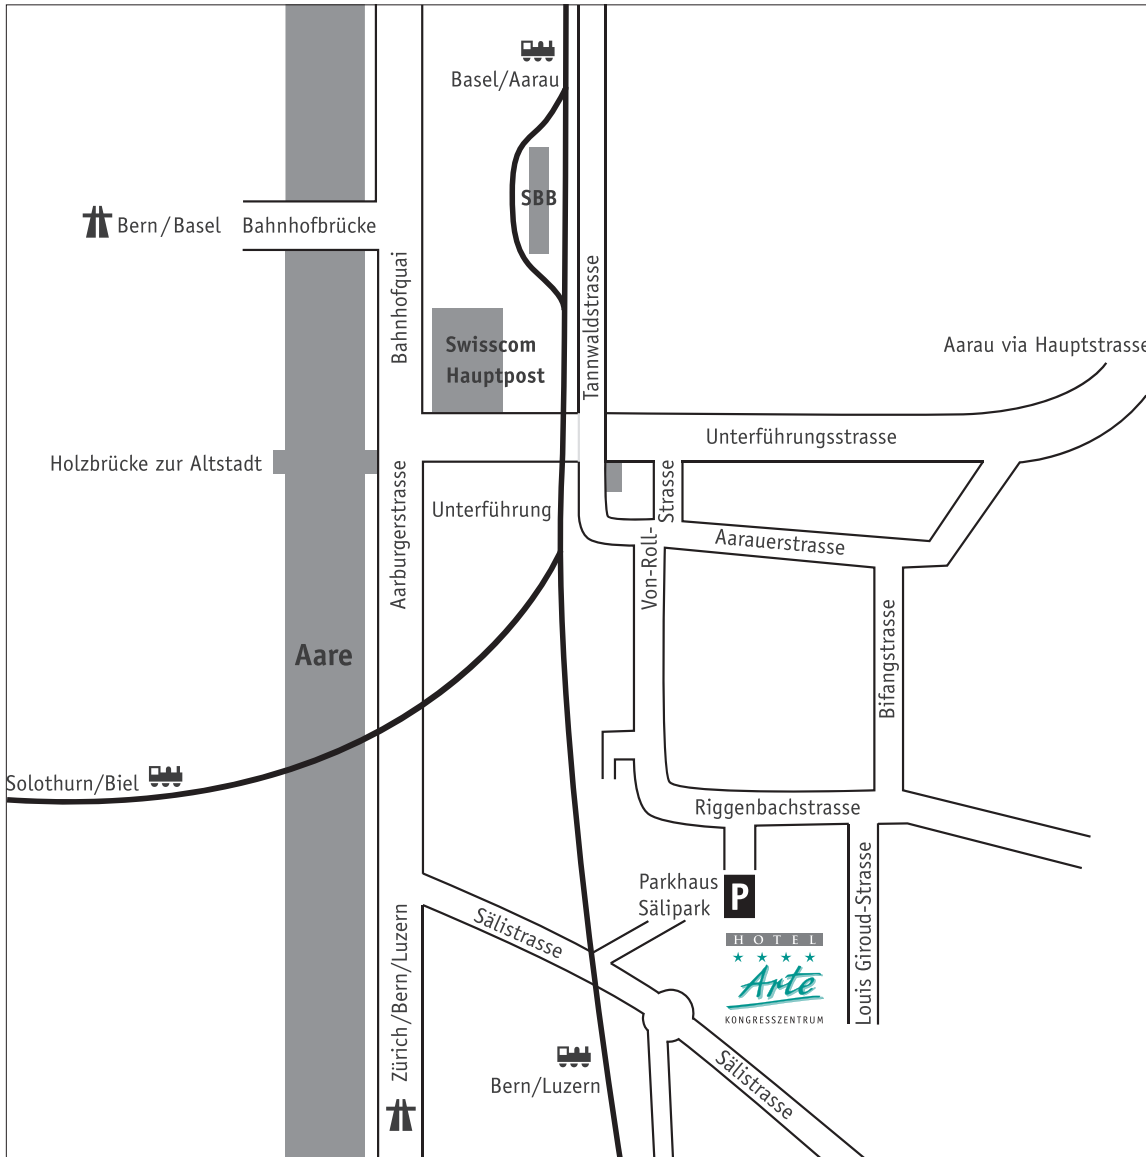 Basel/Aarau
SBB
Bern/Basel
Bahnhofbrücke
Bahnhofquai
Tannwaldstrasse
Swisscom
Hauptpost
Aarau via Hauptstrasse
Unterführungsstrasse
Holzbrücke zur Altstadt
Aarburgerstrasse
Unterführung
Von-Roll-
Strasse
Aarauerstrasse
Aare
Bifangstrasse
Solothurn/Biel
Riggenbachstrasse
Parkhaus
Sälipark
P
Sälistrasse
Louis Giroud-Strasse
HOTEL
Arte
KONGRESSZENTRUM
Zürich/Bern/Luzern
Bern/Luzern
Sälistrasse